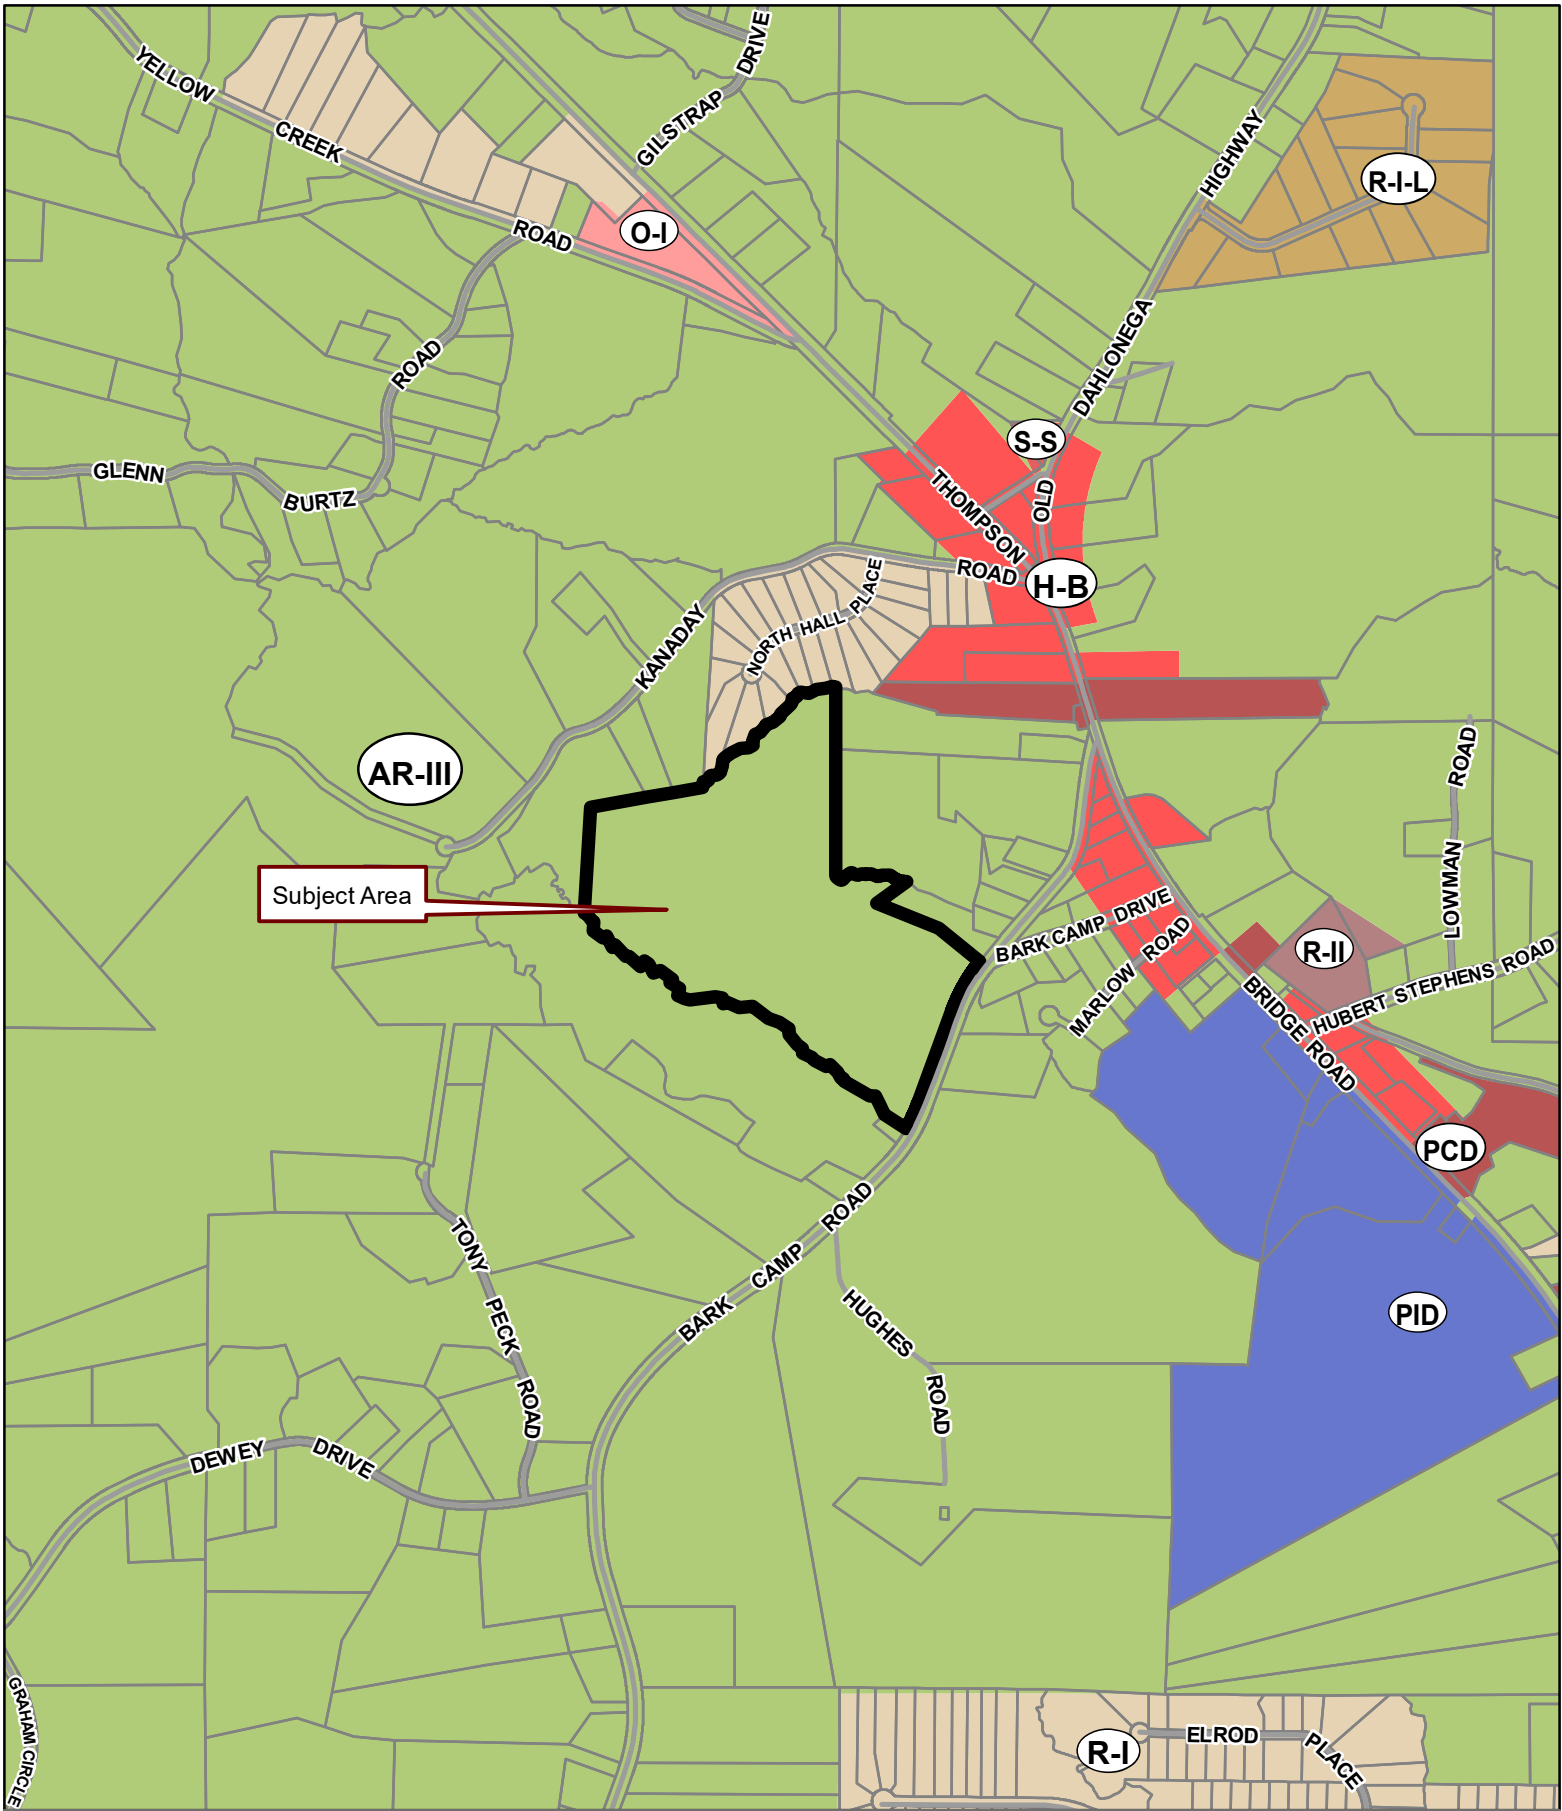 DRIVE
GILSTRAP
YELLOW
CREEK
ROAD
O-I
HIGHWAY
R-I-L
DAHLONEGA
OLD
S-S
ROAD
GLENN
BURTZ
THOMPSON
ROAD
H-B
PLACE
NORTH HALL
KANADAY
AR-III
Subject Area
ROAD
LOWMAN
BARK CAMP DRIVE
MARLOW ROAD
R-II
HUBERT STEPHENS ROAD
BRIDGE ROAD
PCD
PID
TONY
PECK
ROAD
BARK CAMP ROAD
HUGHES
ROAD
DEWEY
DRIVE
GRAHAM CIRCLE
R-I
ELROD
PLACE